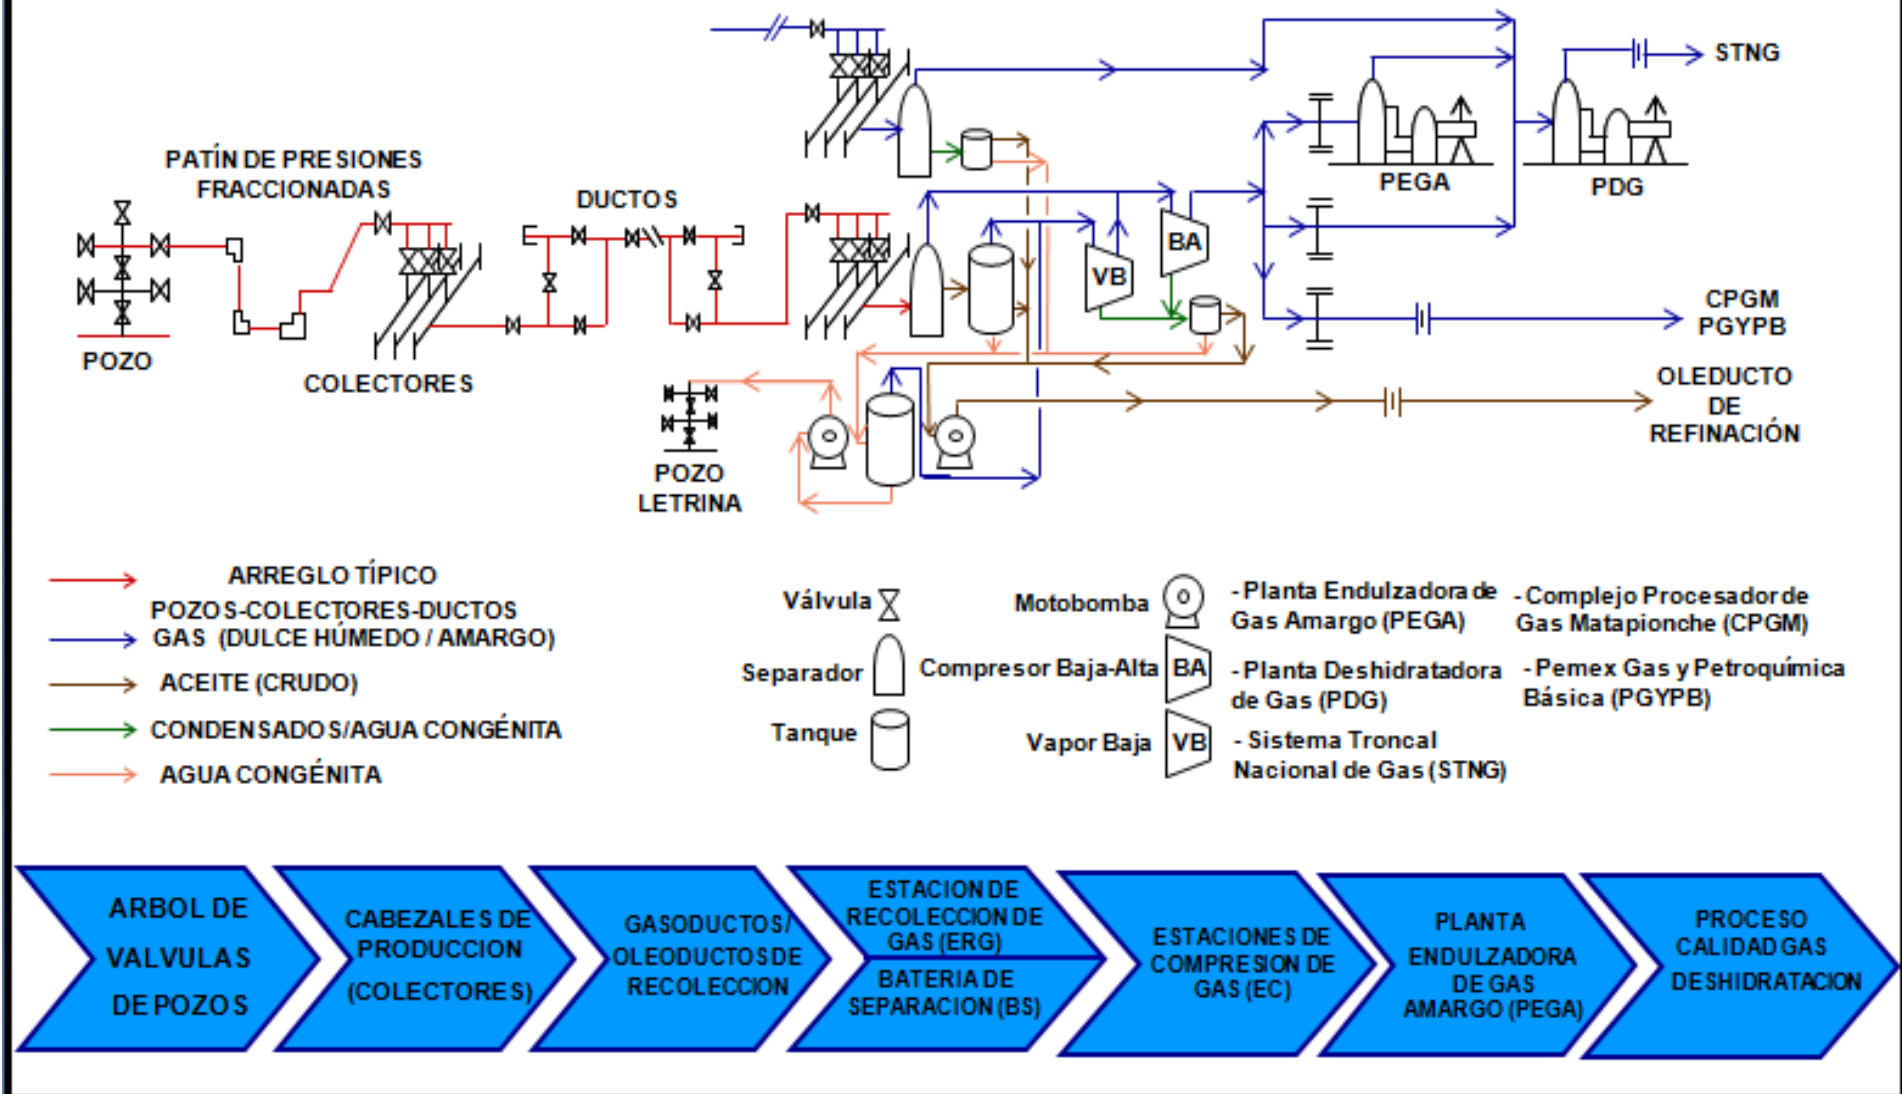 STNG
PATÍN DE PRESIONES
FRACCIONADAS
DUCTOS
PEGA
PDG
BA
VB
POZO
COLECTORES
CPGM
PGYPB
OLEDUCTO
DE
REFINACIÓN
POZO
LETRINA
ARREGLO TÍPICO
POZOS-COLECTORES-DUCTOS
GAS (DULCE HÚMEDO / AMARGO)
ACEITE (CRUDO)
CONDENSADOS/AGUA CONGÉNITA
AGUA CONGÉNITA
Válvula
Separador
Tanque
Motobomba
Compresor Baja-Alta
BA
Vapor Baja
VB
- Planta Endulzadora de
Gas Amargo (PEGA)
- Planta Deshidratadora
de Gas (PDG)
- Sistema Troncal
Nacional de Gas (STNG)
- Complejo Procesador de
Gas Matapionche (CPGM)
- Pemex Gas y Petroquímica
Básica (PGYPB)
ARBOL DE
VALVULAS
DE POZOS
CABEZALES DE
PRODUCCION
(COLECTORES)
GASODUCTOS/
OLEODUCTOS DE
RECOLECCION
ESTACION DE
RECOLECCION DE
GAS (ERG)
BATERIA DE
SEPARACION (BS)
ESTACIONES DE
COMPRESION DE
GAS (EC)
PLANTA
ENDULZADORA
DE GAS
AMARGO (PEGA)
PROCESO
CALIDAD GAS
DESHIDRATACION